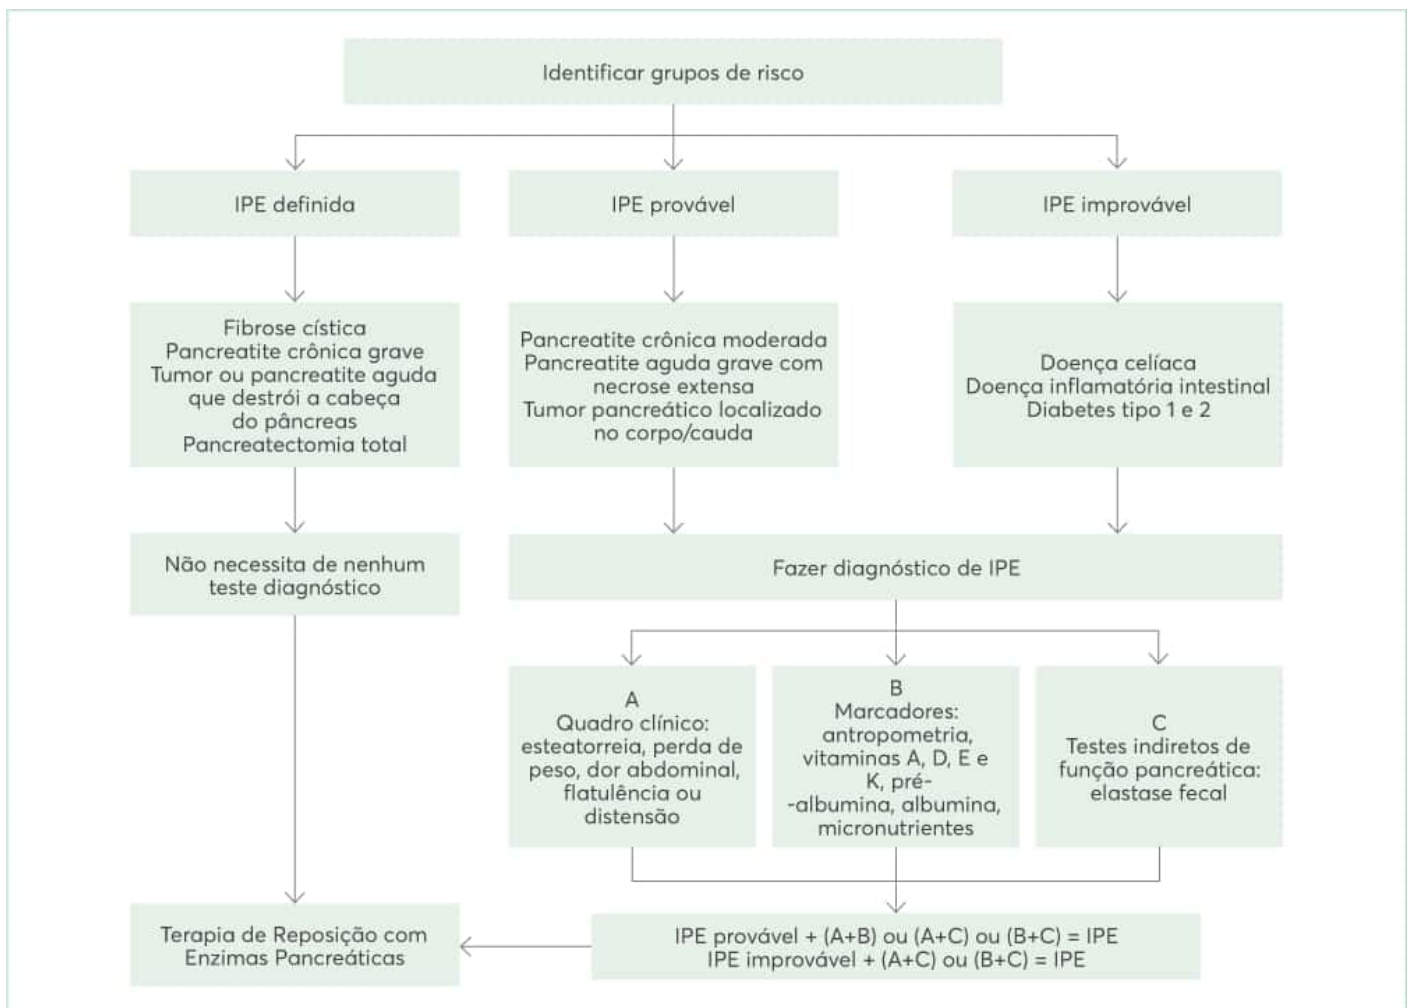 Identificar grupos de risco
IPE definida
IPE provável
IPE improvável
Fibrose cística
Pancreatite crônica grave
Tumor ou pancreatite aguda
que destrói a cabeça
do pâncreas
Pancreatectomia total
Pancreatite crônica moderada
Pancreatite aguda grave com
necrose extensa
Tumor pancreático localizado
no corpo/cauda
Doença celíaca
Doença inflamatória intestinal
Diabetes tipo 1 e 2
Não necessita de nenhum
teste diagnóstico
Fazer diagnóstico de IPE
A
Quadro clínico:
esteatorreia, perda de
peso, dor abdominal,
flatulência ou
distensão
B
Marcadores:
antropometria,
vitaminas A, D, E e
K, pré-
-albumina, albumina,
micronutrientes
C
Testes indiretos de
função pancreática:
elastase fecal
Terapia de Reposição com
Enzimas Pancreáticas
IPE provável + (A+B) ou (A+C) ou (B+C) = IPE
IPE improvável + (A+C) ou (B+C) = IPE